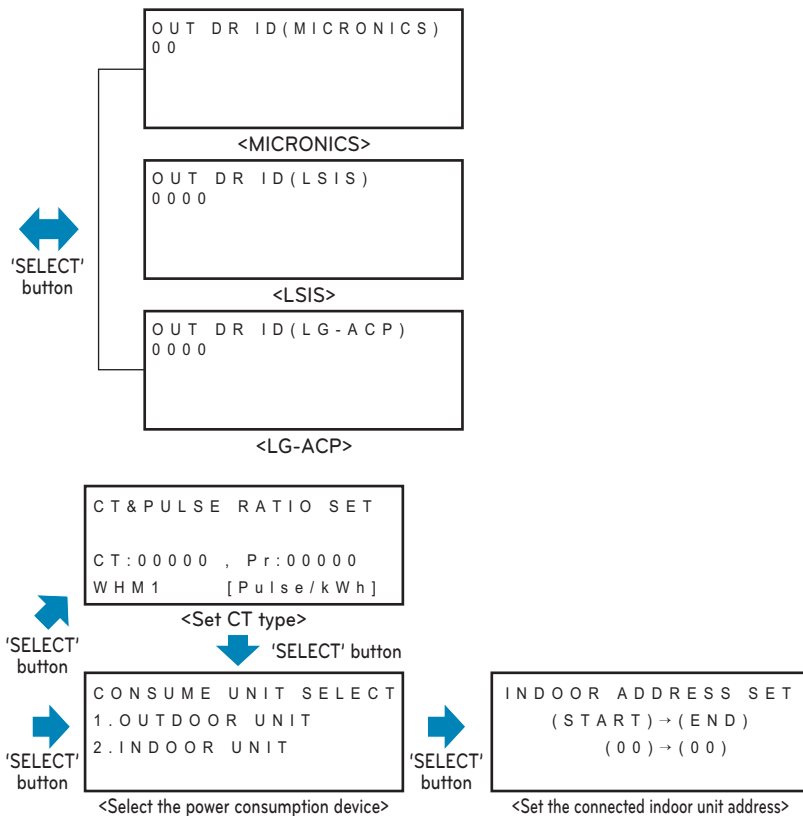 OUT DR ID(MICRONICS)
00
<MICRONICS>
OUT DR ID(LSIS)
0000
'SELECT'
button
<LSIS>
OUT DR ID(LG-ACP)
0000
<LG-ACP>
CT&PULSE RATIO SET
CT:00000 , Pr:00000
WHM1 [Pulse/kWh]
<Set CT type>
'SELECT'
button
'SELECT' button
CONSUME UNIT SELECT
1.OUTDOOR UNIT
2.INDOOR UNIT
'SELECT'
button
<Select the power consumption device>
'SELECT'
button
INDOOR ADDRESS SET
(START)→(END)
(00)→(00)
<Set the connected indoor unit address>